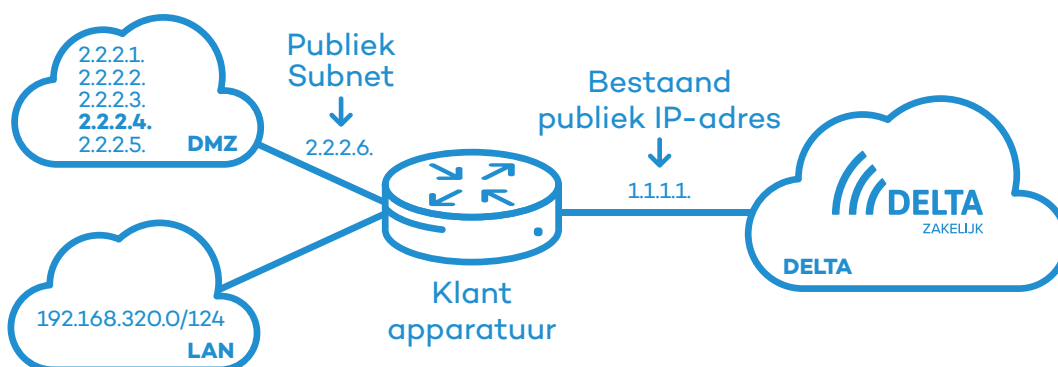 2.2.2.1.
2.2.2.2.
2.2.2.3.
2.2.2.4.
2.2.2.5.
DMZ
Publiek
Subnet
2.2.2.6.
Bestaand
publiek IP-adres
1.1.1.1.
DELTA
ZAKELIJK
DELTA
Klant
apparatuur
192.168.320.0/124
LAN